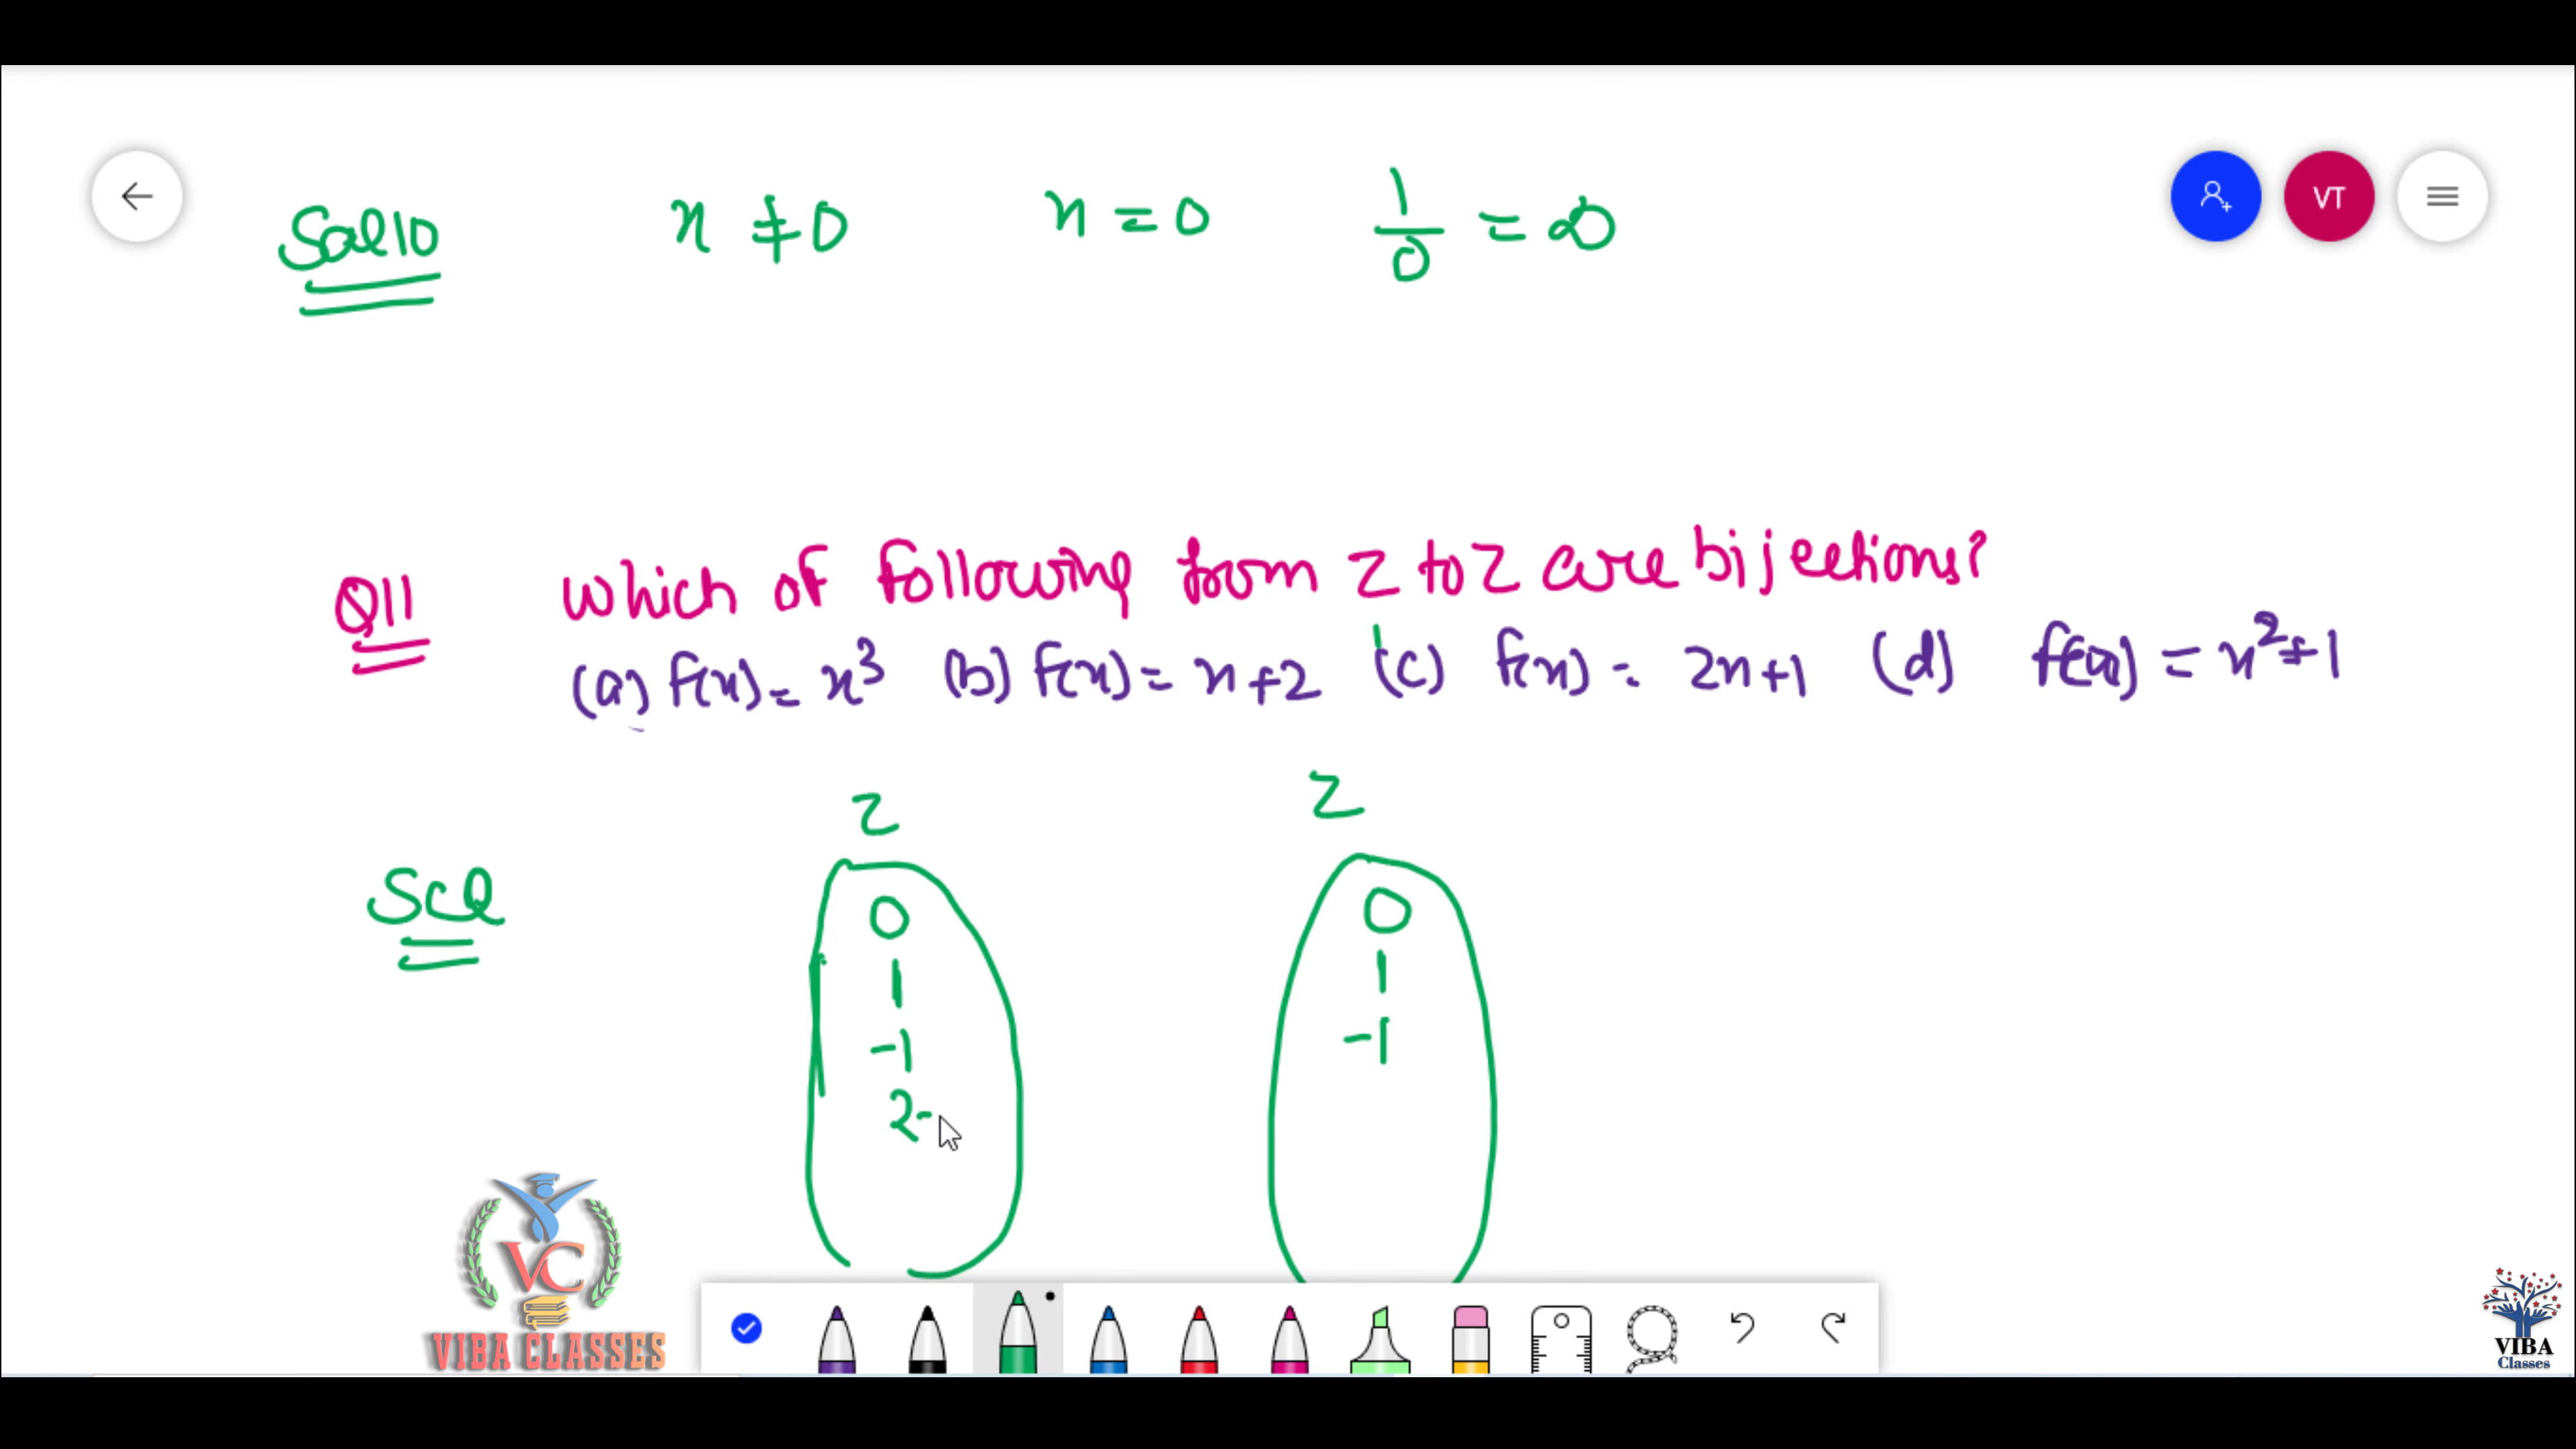 Sol10 x ≠ 0 x = 0 1/0 = ∞
VT
Q11 Which of following from Z to Z are bijections?
(a) f(x) = x³ (b) f(x) = x+2 (c) f(x) = 2x+1 (d) f(x) = x²+1
Z Z
Sol
0 0
1 1
-1 -1
2-
VC
VIBA CLASSES
VIBA
Classes